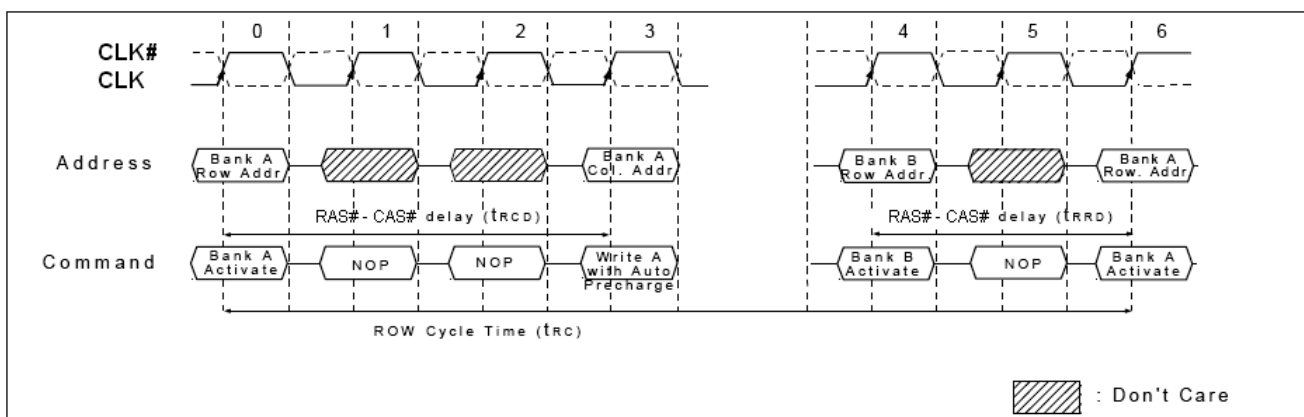 0 1 2 3 4 5 6
CLK#
CLK
Address
Bank A
Row Addr
Bank A
Col. Addr
Bank B
Row Addr.
Bank A
Row. Addr
RAS# - CAS# delay (tRCD)
RAS# - CAS# delay (tRRD)
Command
Bank A
Activate
NOP
NOP
Write A
with Auto
Precharge
Bank B
Activate
NOP
Bank A
Activate
ROW Cycle Time (tRC)
: Don't Care